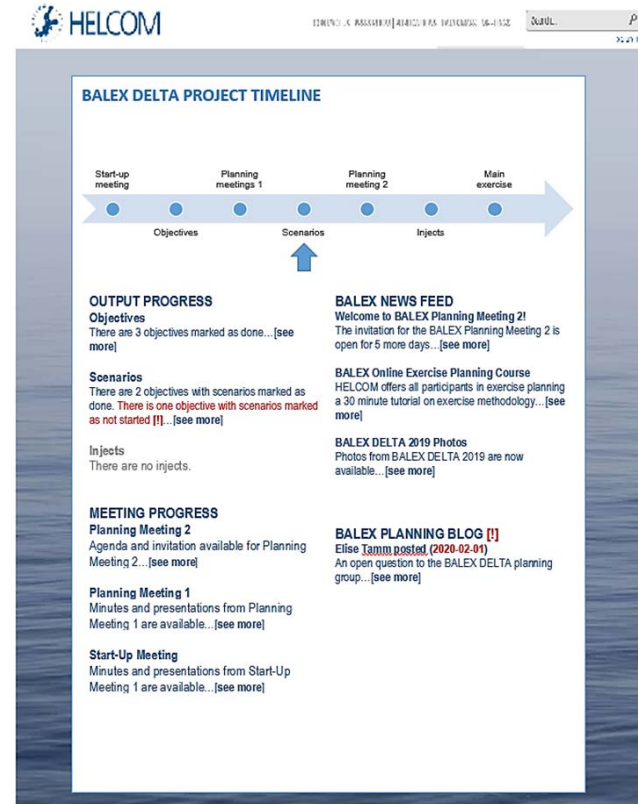 HELCOM
BALEX DELTA PROJECT TIMELINE
Start-up
meeting
Planning
meetings 1
Planning
meeting 2
Main
exercise
Objectives
Scenarios
Injects
OUTPUT PROGRESS
Objectives
There are 3 objectives marked as done...[see
more]
Scenarios
There are 2 objectives with scenarios marked as
done. There is one objective with scenarios marked
as not started [!]...[see more]
Injects
There are no injects.
MEETING PROGRESS
Planning Meeting 2
Agenda and invitation available for Planning
Meeting 2...[see more]
Planning Meeting 1
Minutes and presentations from Planning
Meeting 1 are available...[see more]
Start-Up Meeting
Minutes and presentations from Start-Up
Meeting 1 are available...[see more]
BALEX NEWS FEED
Welcome to BALEX Planning Meeting 2!
The invitation for the BALEX Planning Meeting 2 is
open for 5 more days...[see more]
BALEX Online Exercise Planning Course
HELCOM offers all participants in exercise planning
a 30 minute tutorial on exercise methodology...[see
more]
BALEX DELTA 2019 Photos
Photos from BALEX DELTA 2019 are now
available...[see more]
BALEX PLANNING BLOG [!]
Elise Tamm posted (2020-02-01)
An open question to the BALEX DELTA planning
group...[see more]